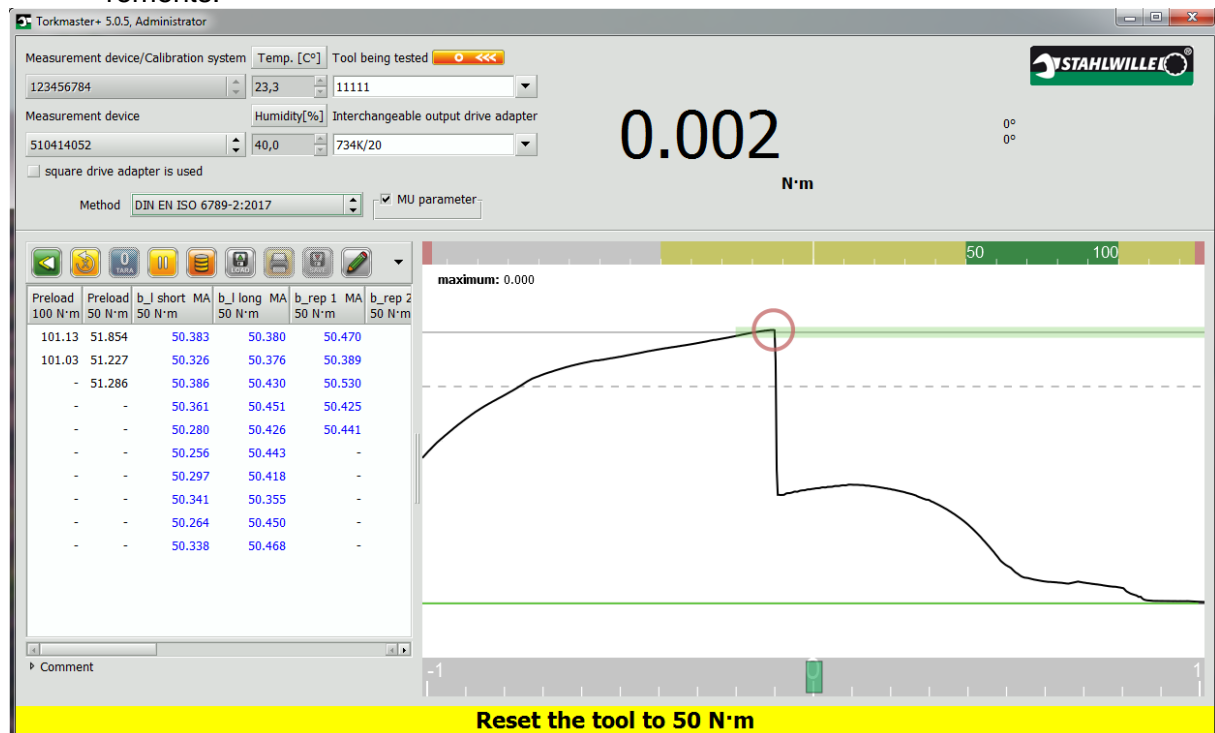 Torkmaster+ 5.0.5, Administrator
Measurement device/Calibration system Temp. [C°] Tool being tested <<<
123456784 23,3 11111
Measurement device Humidity[%] Interchangeable output drive adapter
510414052 40,0 734K/20
square drive adapter is used
Method DIN EN ISO 6789-2:2017 MU parameter
0.002
N·m
0°
0°
STAHLWILLE
0
TARA
LOAD
SAVE
50 100
maximum: 0.000
Preload Preload b_l short MA b_l long MA b_rep 1 MA b_rep 2
100 N·m 50 N·m 50 N·m 50 N·m 50 N·m 50 N·m
101.13 51.854 50.383 50.380 50.470
101.03 51.227 50.326 50.376 50.389
- 51.286 50.386 50.430 50.530
- - 50.361 50.451 50.425
- - 50.280 50.426 50.441
- - 50.256 50.443 -
- - 50.297 50.418 -
- - 50.341 50.355 -
- - 50.264 50.450 -
- - 50.338 50.468 -
Comment
-1 0 1
Reset the tool to 50 N·m